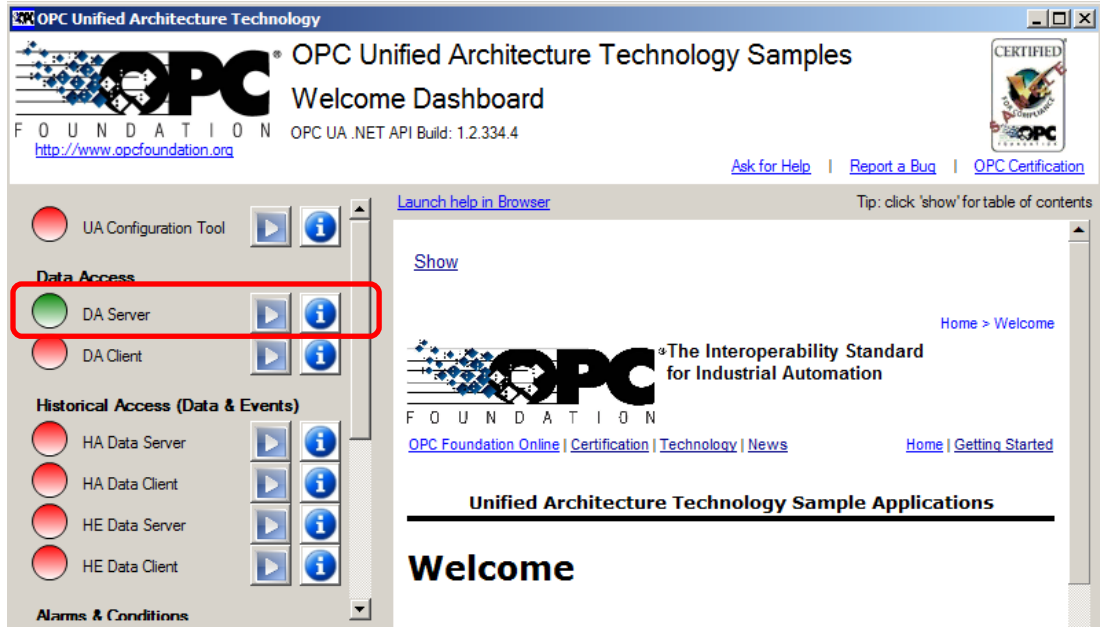 OPC Unified Architecture Technology
OPC
FOUNDATION
http://www.opcfoundation.org
OPC Unified Architecture Technology Samples
Welcome Dashboard
OPC UA .NET API Build: 1.2.334.4
CERTIFIED
FOR COMPLIANCE
OPC
Ask for Help | Report a Bug | OPC Certification
UA Configuration Tool
Data Access
DA Server
DA Client
Historical Access (Data & Events)
HA Data Server
HA Data Client
HE Data Server
HE Data Client
Alarms & Conditions
Launch help in Browser
Tip: click 'show' for table of contents
Show
Home > Welcome
OPC
FOUNDATION
The Interoperability Standard
for Industrial Automation
OPC Foundation Online | Certification | Technology | News
Home | Getting Started
Unified Architecture Technology Sample Applications
Welcome